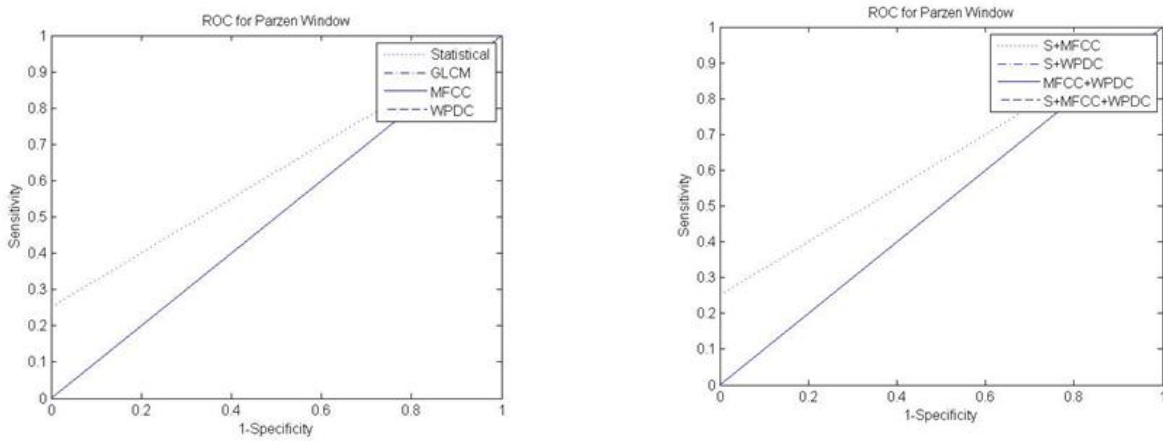 ROC for Parzen Window
1
0.9
0.8
0.7
0.6
0.5
0.4
0.3
0.2
0.1
0
Sensitivity
Statistical
GLCM
MFCC
WPDC
0
0.2
0.4
0.6
0.8
1
1-Specificity
ROC for Parzen Window
1
0.9
0.8
0.7
0.6
0.5
0.4
0.3
0.2
0.1
0
Sensitivity
S+MFCC
S+WPDC
MFCC+WPDC
S+MFCC+WPDC
0
0.2
0.4
0.6
0.8
1
1-Specificity